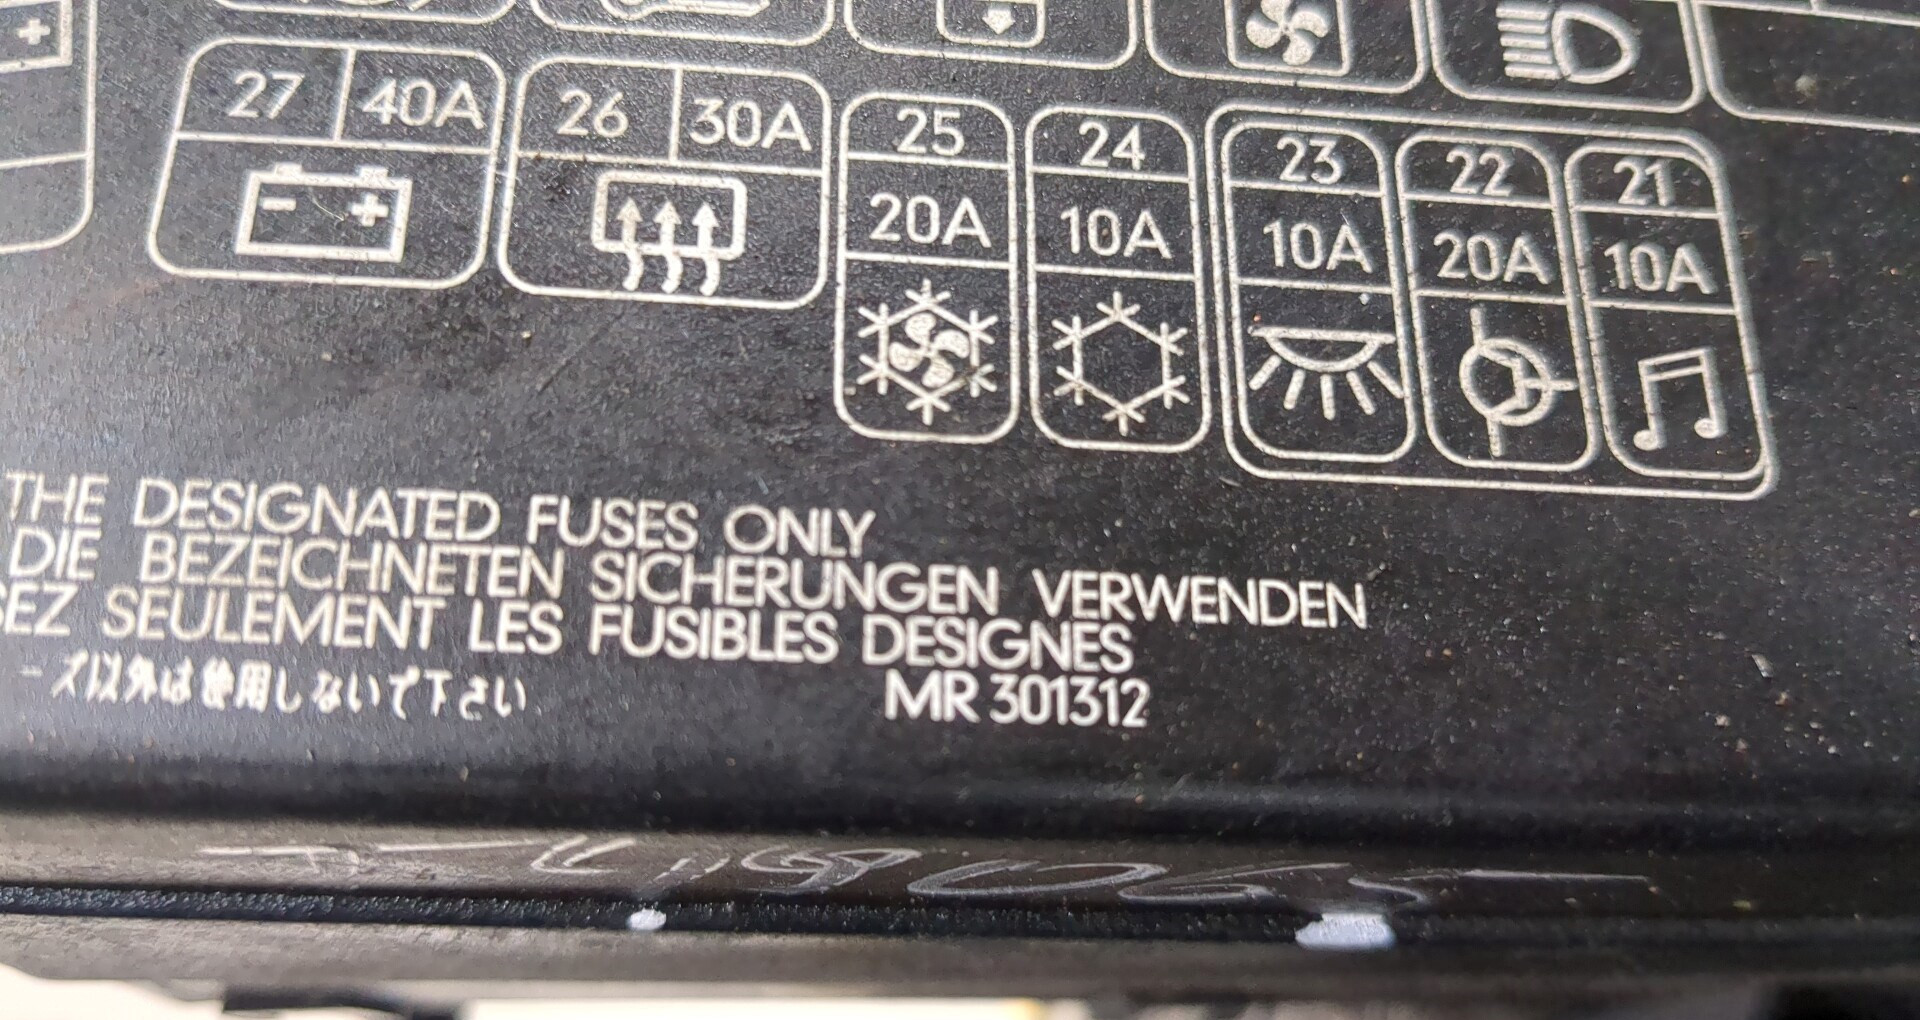 27 40A 26 30A 25 24 23 22 21
20A 10A 10A 20A 10A
THE DESIGNATED FUSES ONLY
DIE BEZEICHNETEN SICHERUNGEN VERWENDEN
SEZ SEULEMENT LES FUSIBLES DESIGNES
ーズ以外は使用しないで下さい
MR 301312